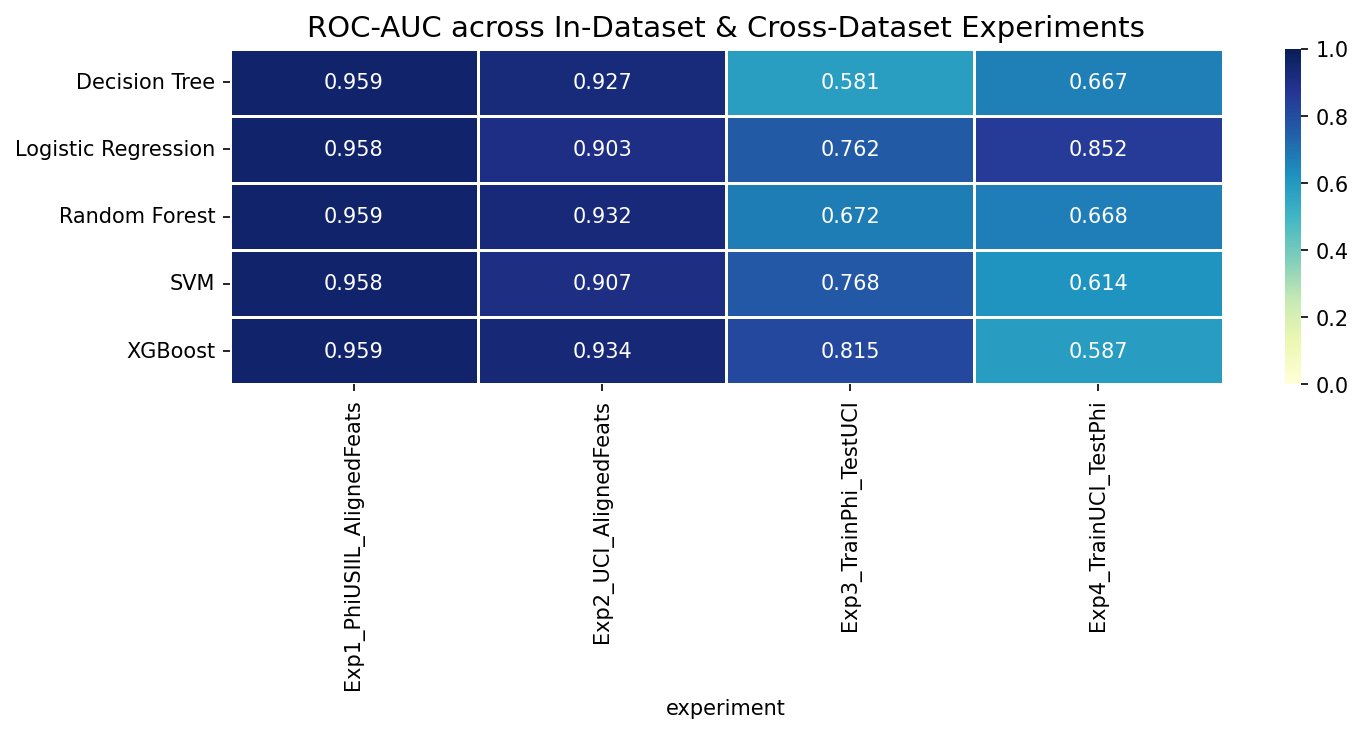 ROC-AUC across In-Dataset & Cross-Dataset Experiments
Decision Tree 0.959 0.927 0.581 0.667
Logistic Regression 0.958 0.903 0.762 0.852
Random Forest 0.959 0.932 0.672 0.668
SVM 0.958 0.907 0.768 0.614
XGBoost 0.959 0.934 0.815 0.587
1.0
0.8
0.6
0.4
0.2
0.0
Exp1_PhiUSIIL_AlignedFeats
Exp2_UCI_AlignedFeats
Exp3_TrainPhi_TestUCI
Exp4_TrainUCI_TestPhi
experiment